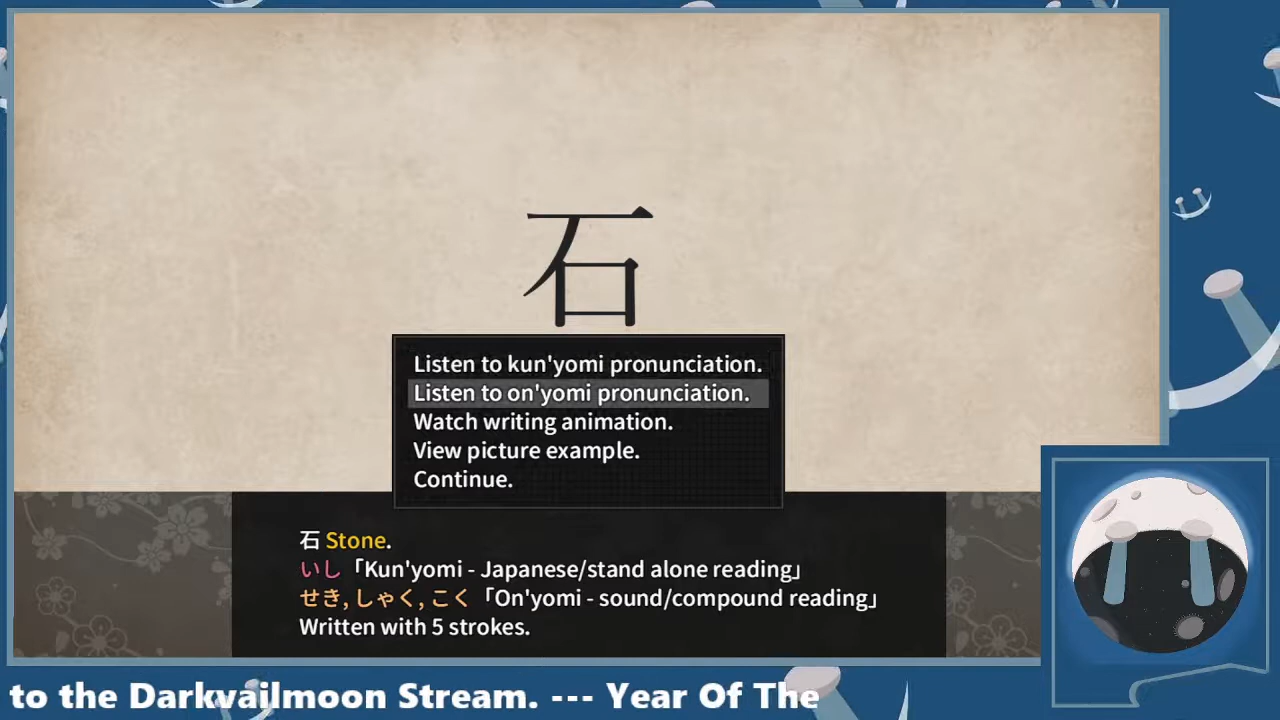 石
Listen to kun'yomi pronunciation.
Listen to on'yomi pronunciation.
Watch writing animation.
View picture example.
Continue.
石 Stone.
いし「Kun'yomi - Japanese/stand alone reading」
せき, しゃく, こく「On'yomi - sound/compound reading」
Written with 5 strokes.
to the Darkvailmoon Stream. --- Year Of The